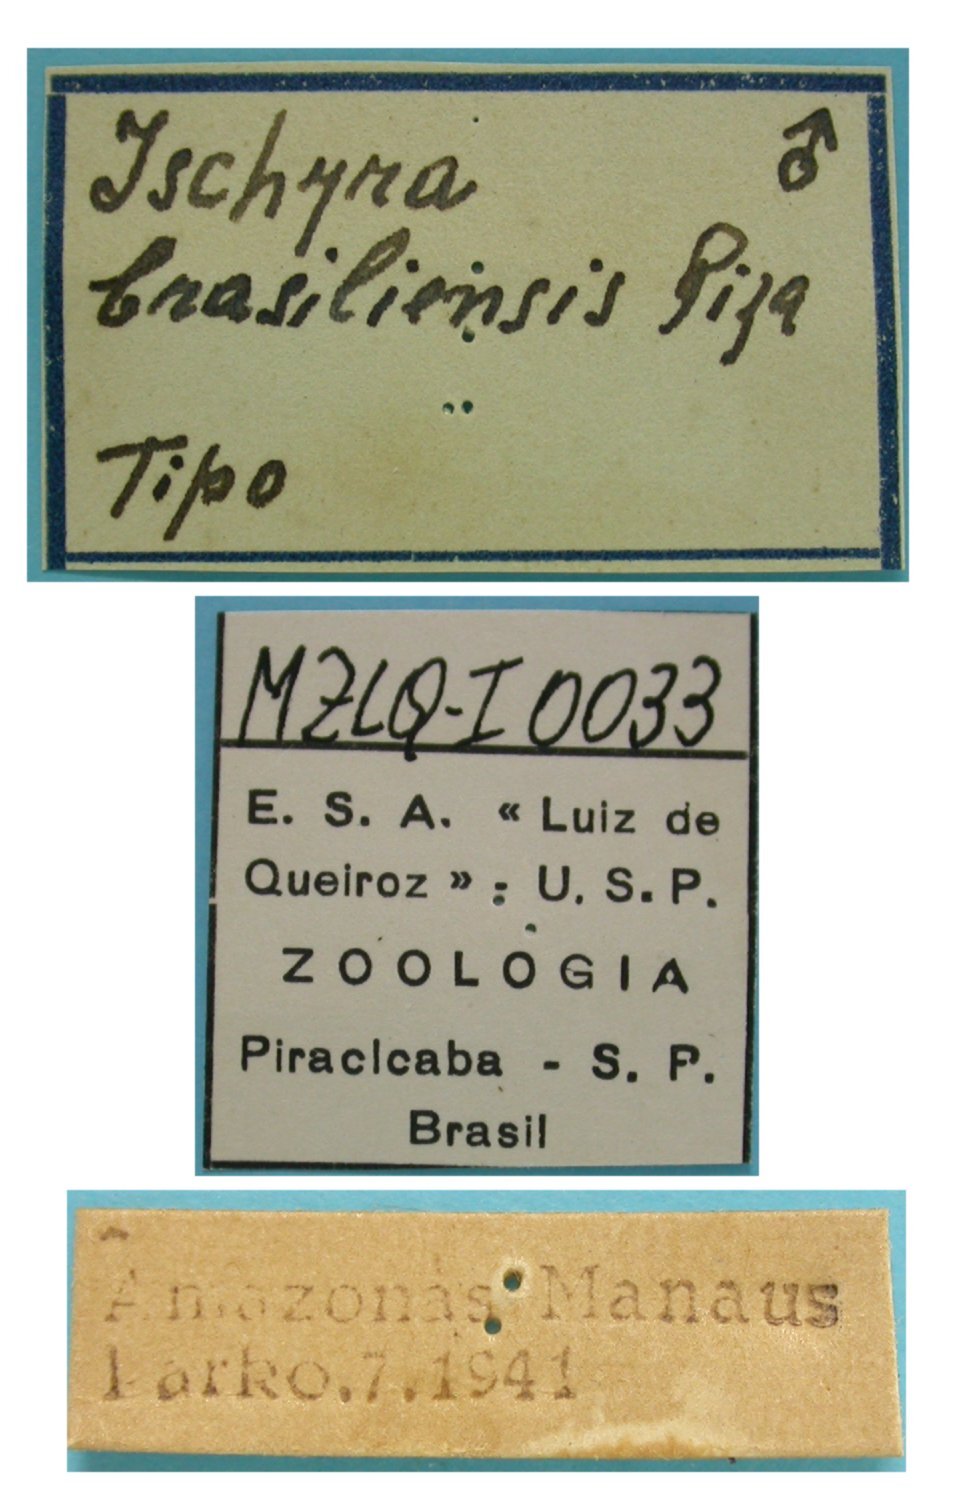 Ischyra ♂
brasiliensis Piza
Tipo
MZLQ-I 0033
E. S. A. « Luiz de
Queiroz » - U. S. P.
ZOOLOGIA
Piracicaba - S. P.
Brasil
Amazonas Manaus
Parko.7.1941